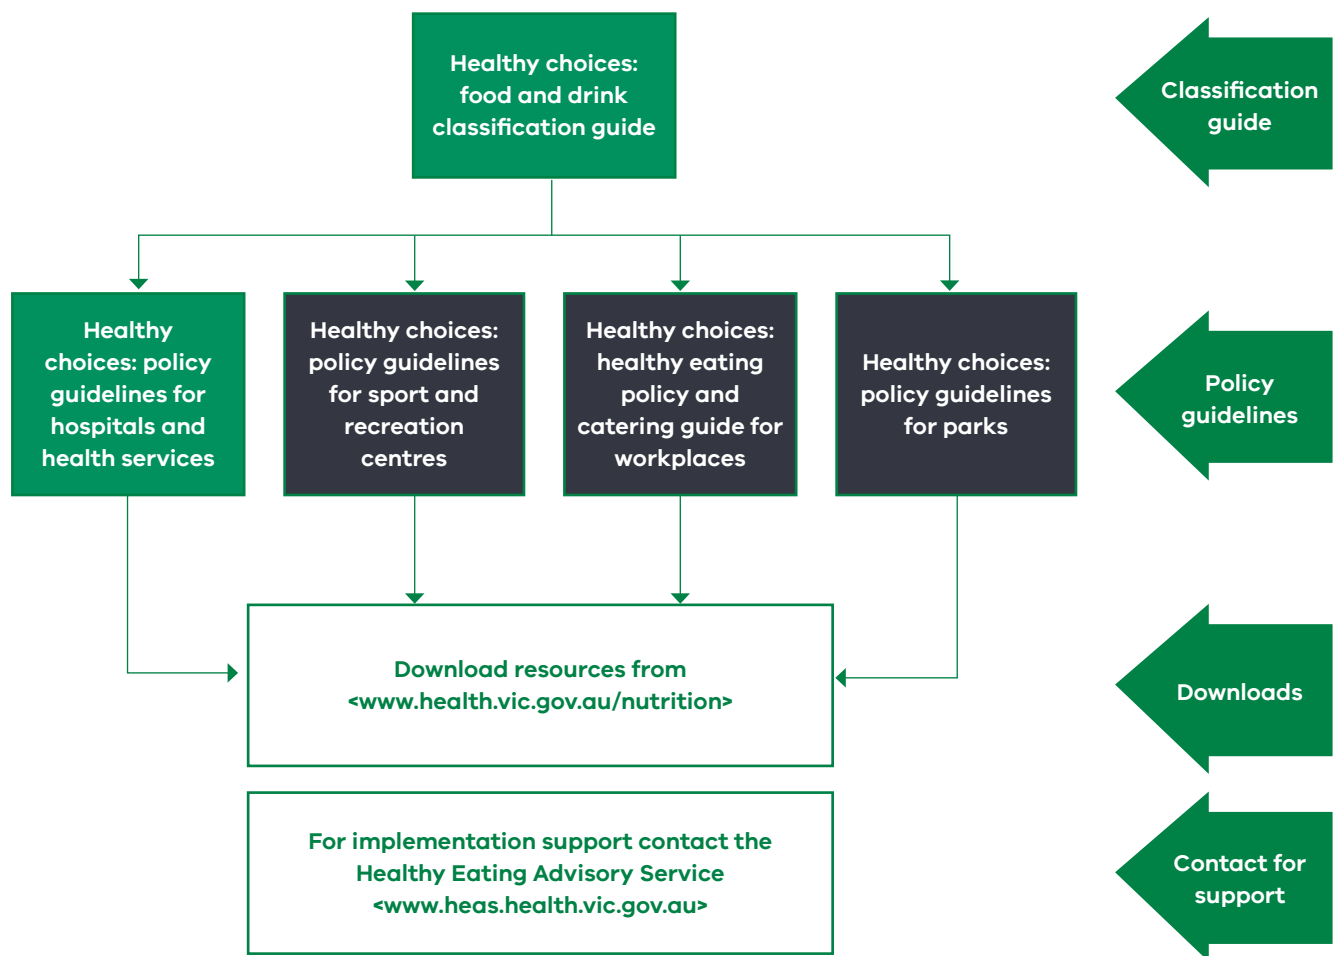 Healthy choices:
food and drink
classification guide
Classification
guide
Healthy
choices: policy
guidelines for
hospitals and
health services
Healthy choices:
policy guidelines
for sport and
recreation
centres
Healthy choices:
healthy eating
policy and
catering guide for
workplaces
Healthy choices:
policy guidelines
for parks
Policy
guidelines
Download resources from
<www.health.vic.gov.au/nutrition>
Downloads
For implementation support contact the
Healthy Eating Advisory Service
<www.heas.health.vic.gov.au>
Contact for
support